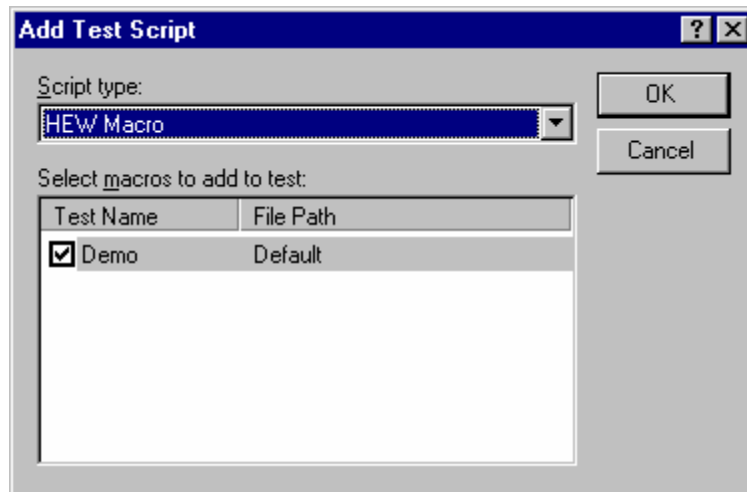 Add Test Script
Script type:
HEW Macro
OK
Cancel
Select macros to add to test:
Test Name File Path
Demo Default